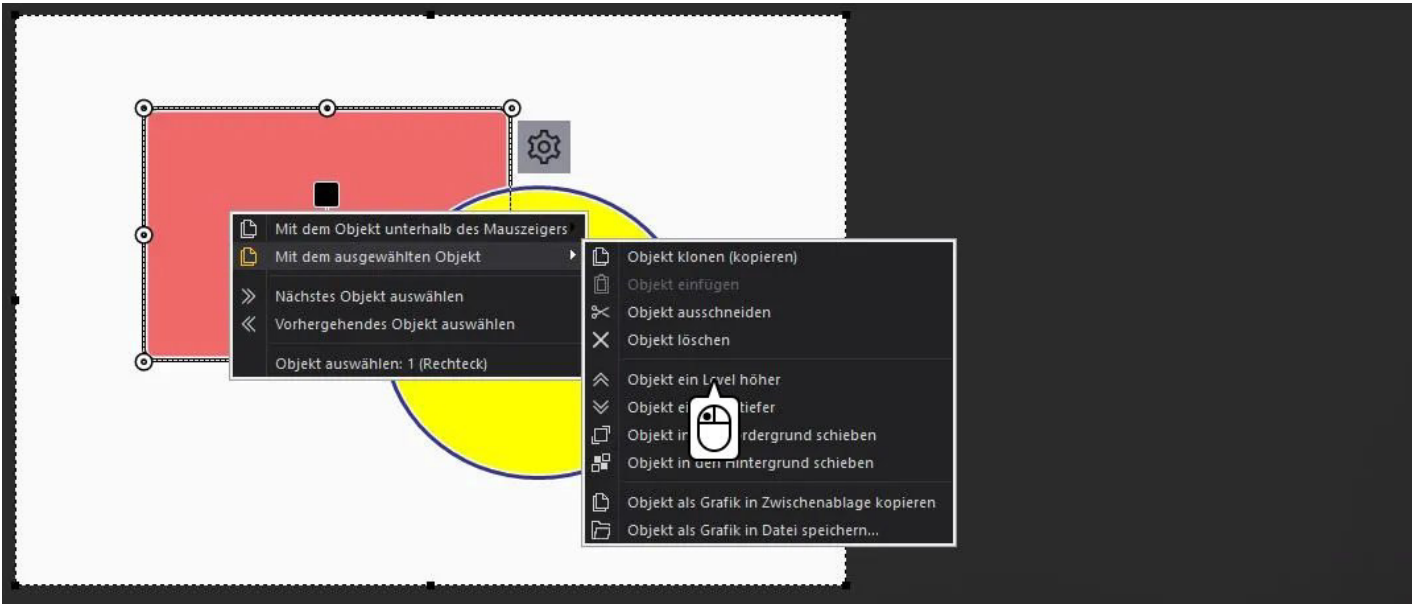 Mit dem Objekt unterhalb des Mauszeigers
Mit dem ausgewählten Objekt
Nächstes Objekt auswählen
Vorhergehendes Objekt auswählen
Objekt auswählen: 1 (Rechteck)
Objekt klonen (kopieren)
Objekt einfügen
Objekt ausschneiden
Objekt löschen
Objekt ein Level höher
Objekt tiefer
Objekt schieben
Objekt in den Hintergrund schieben
Objekt als Grafik in Zwischenablage kopieren
Objekt als Grafik in Datei speichern...